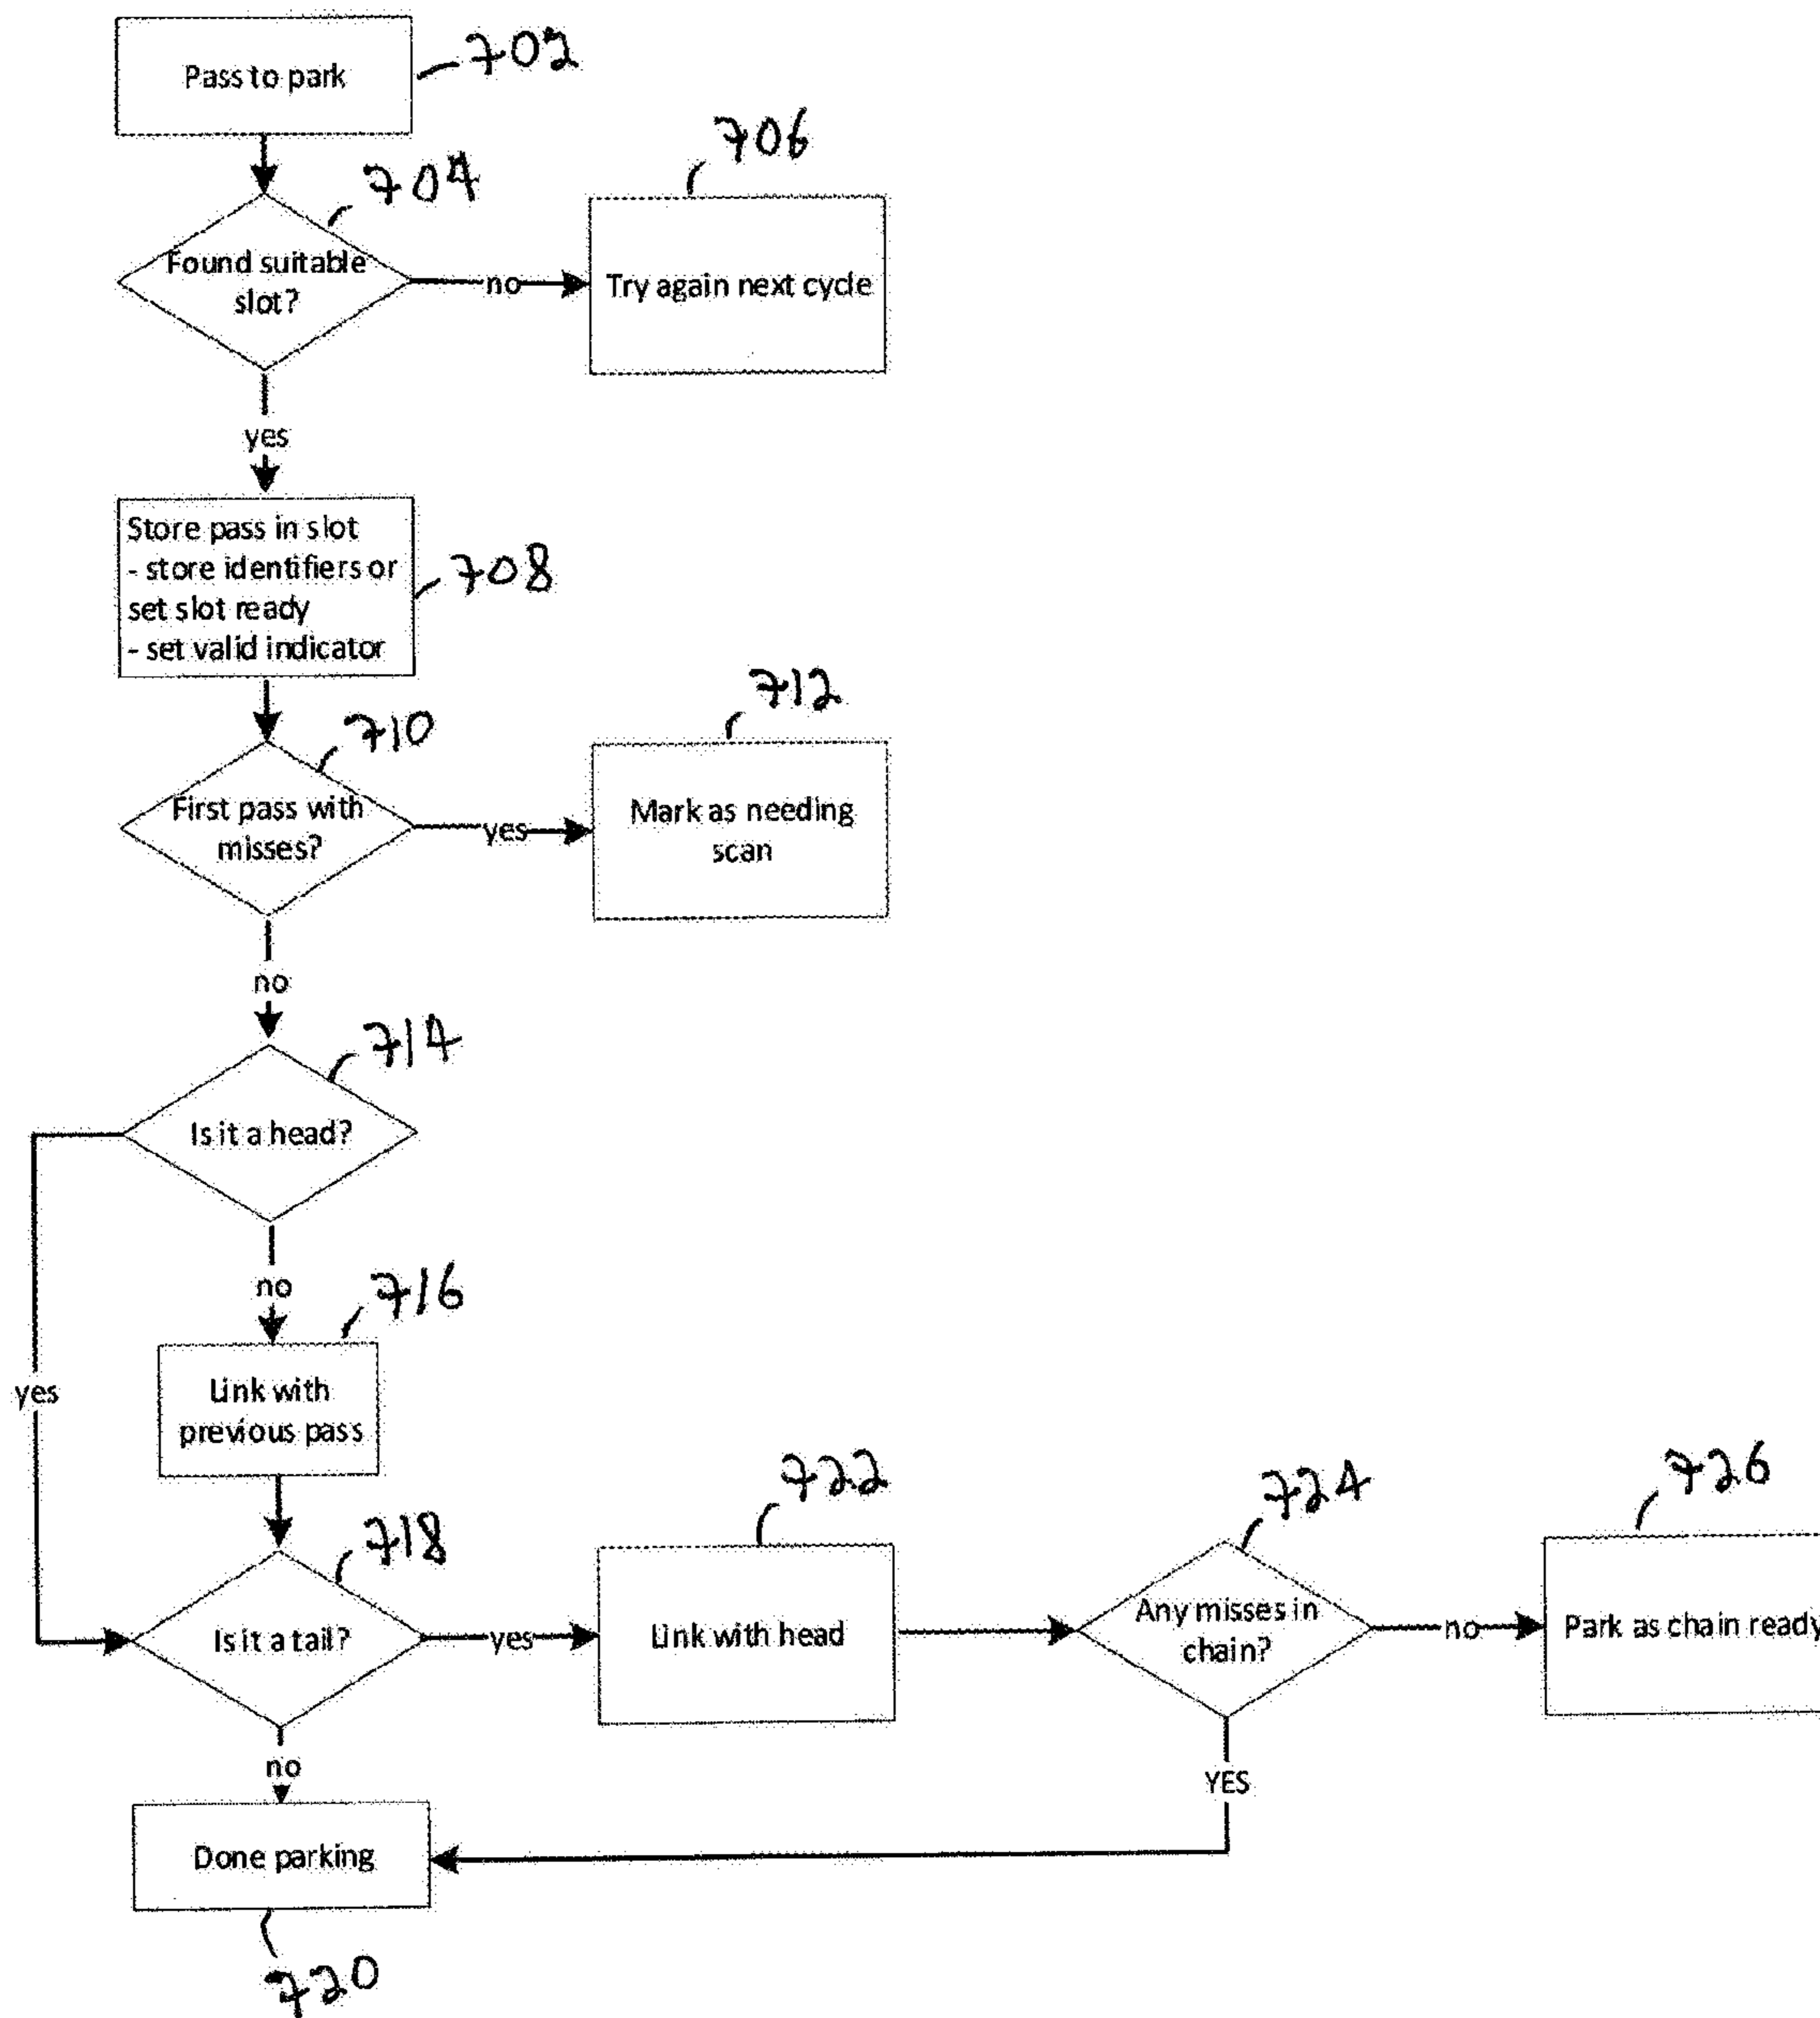 Pass to park
702
704
706
Found suitable
slot?
no
Try again next cycle
yes
Store pass in slot
- store identifiers or
set slot ready
- set valid indicator
708
710
712
First pass with
misses?
yes
Mark as needing
scan
no
714
Is it a head?
no
716
yes
Link with
previous pass
718
722
724
726
Is it a tail?
yes
Link with head
Any misses in
chain?
no
Park as chain ready
no
YES
Done parking
720